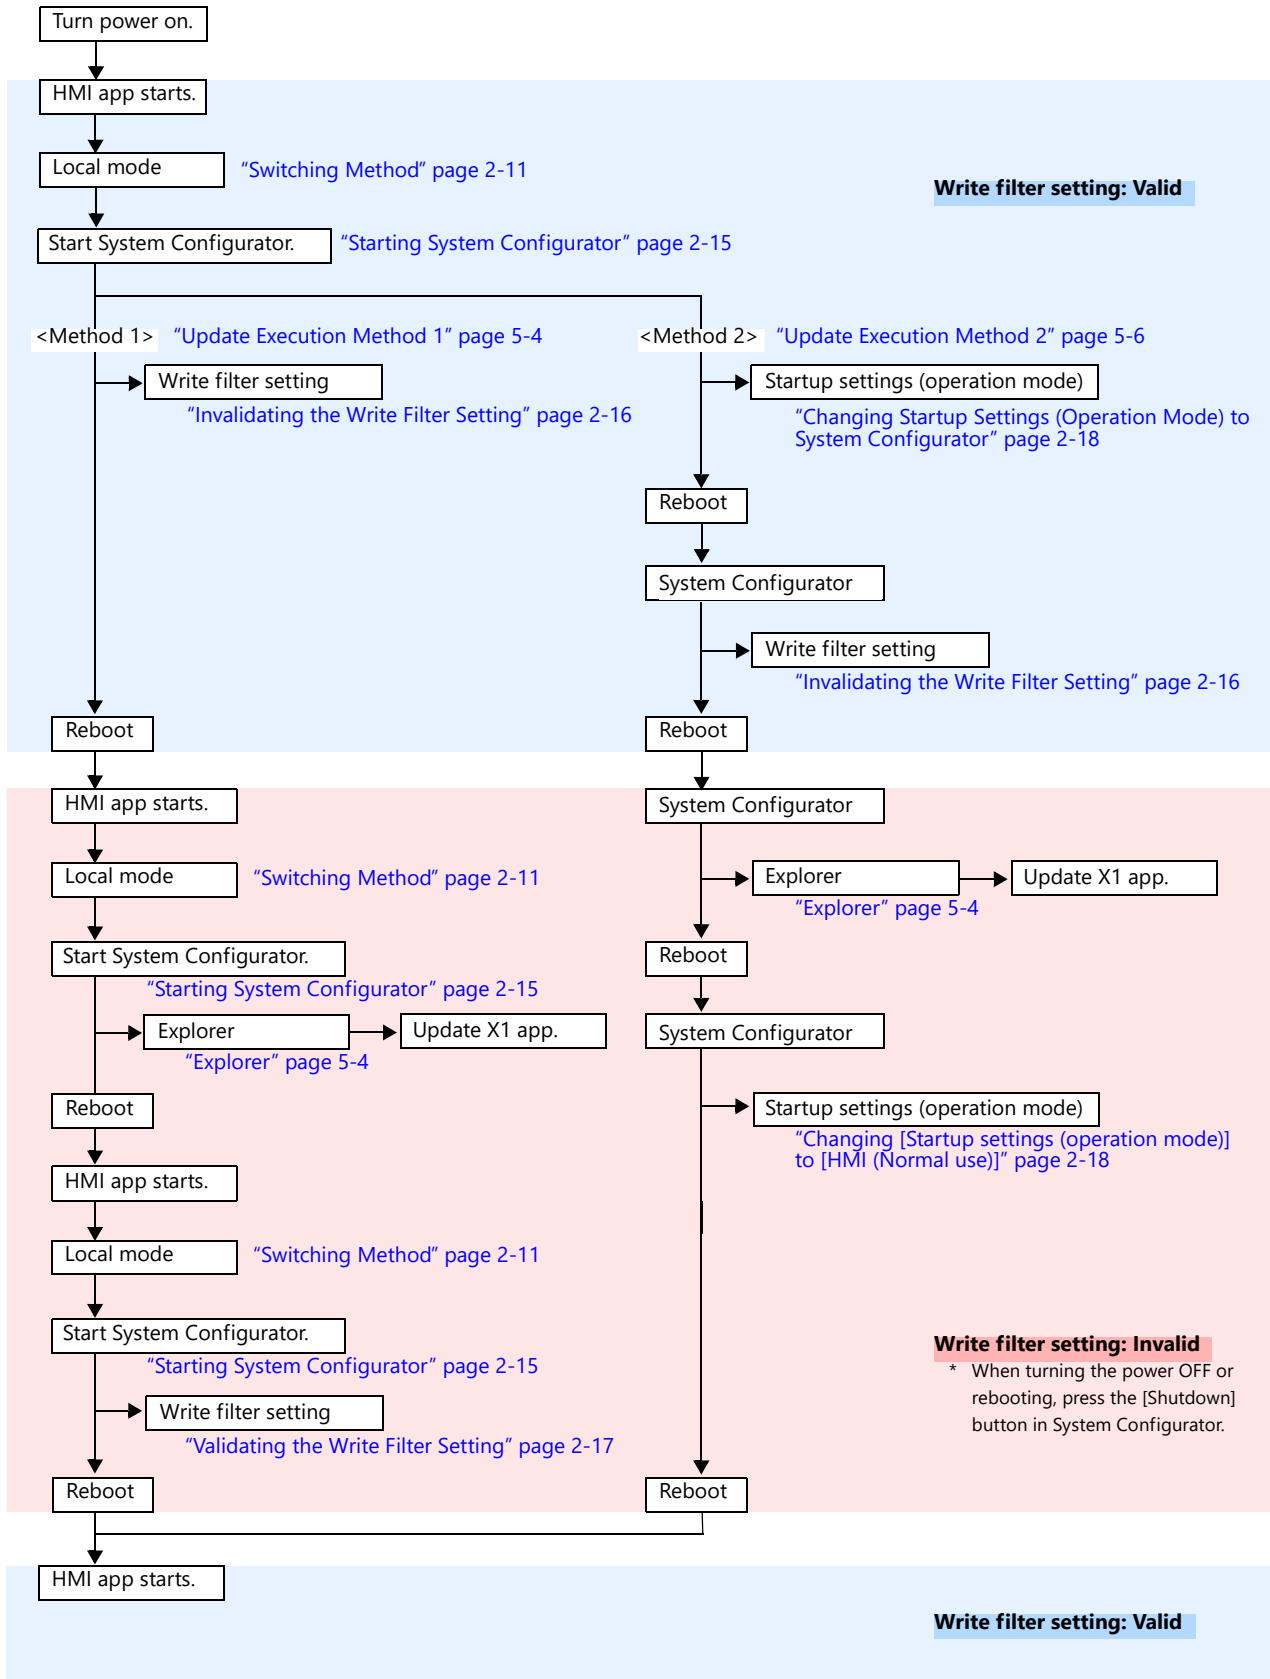 Turn power on.
HMI app starts.
Local mode
“Switching Method” page 2-11
Write filter setting: Valid
Start System Configurator.
“Starting System Configurator” page 2-15
<Method 1>
“Update Execution Method 1” page 5-4
<Method 2>
“Update Execution Method 2” page 5-6
Write filter setting
“Invalidating the Write Filter Setting” page 2-16
Startup settings (operation mode)
“Changing Startup Settings (Operation Mode) to
System Configurator” page 2-18
Reboot
System Configurator
Write filter setting
“Invalidating the Write Filter Setting” page 2-16
Reboot
Reboot
HMI app starts.
System Configurator
Local mode
“Switching Method” page 2-11
Explorer
Update X1 app.
“Explorer” page 5-4
Start System Configurator.
“Starting System Configurator” page 2-15
Reboot
Explorer
Update X1 app.
“Explorer” page 5-4
System Configurator
Reboot
Startup settings (operation mode)
“Changing [Startup settings (operation mode)]
to [HMI (Normal use)]” page 2-18
HMI app starts.
Local mode
“Switching Method” page 2-11
Start System Configurator.
“Starting System Configurator” page 2-15
Write filter setting: Invalid
* When turning the power OFF or
rebooting, press the [Shutdown]
button in System Configurator.
Write filter setting
“Validating the Write Filter Setting” page 2-17
Reboot
Reboot
HMI app starts.
Write filter setting: Valid